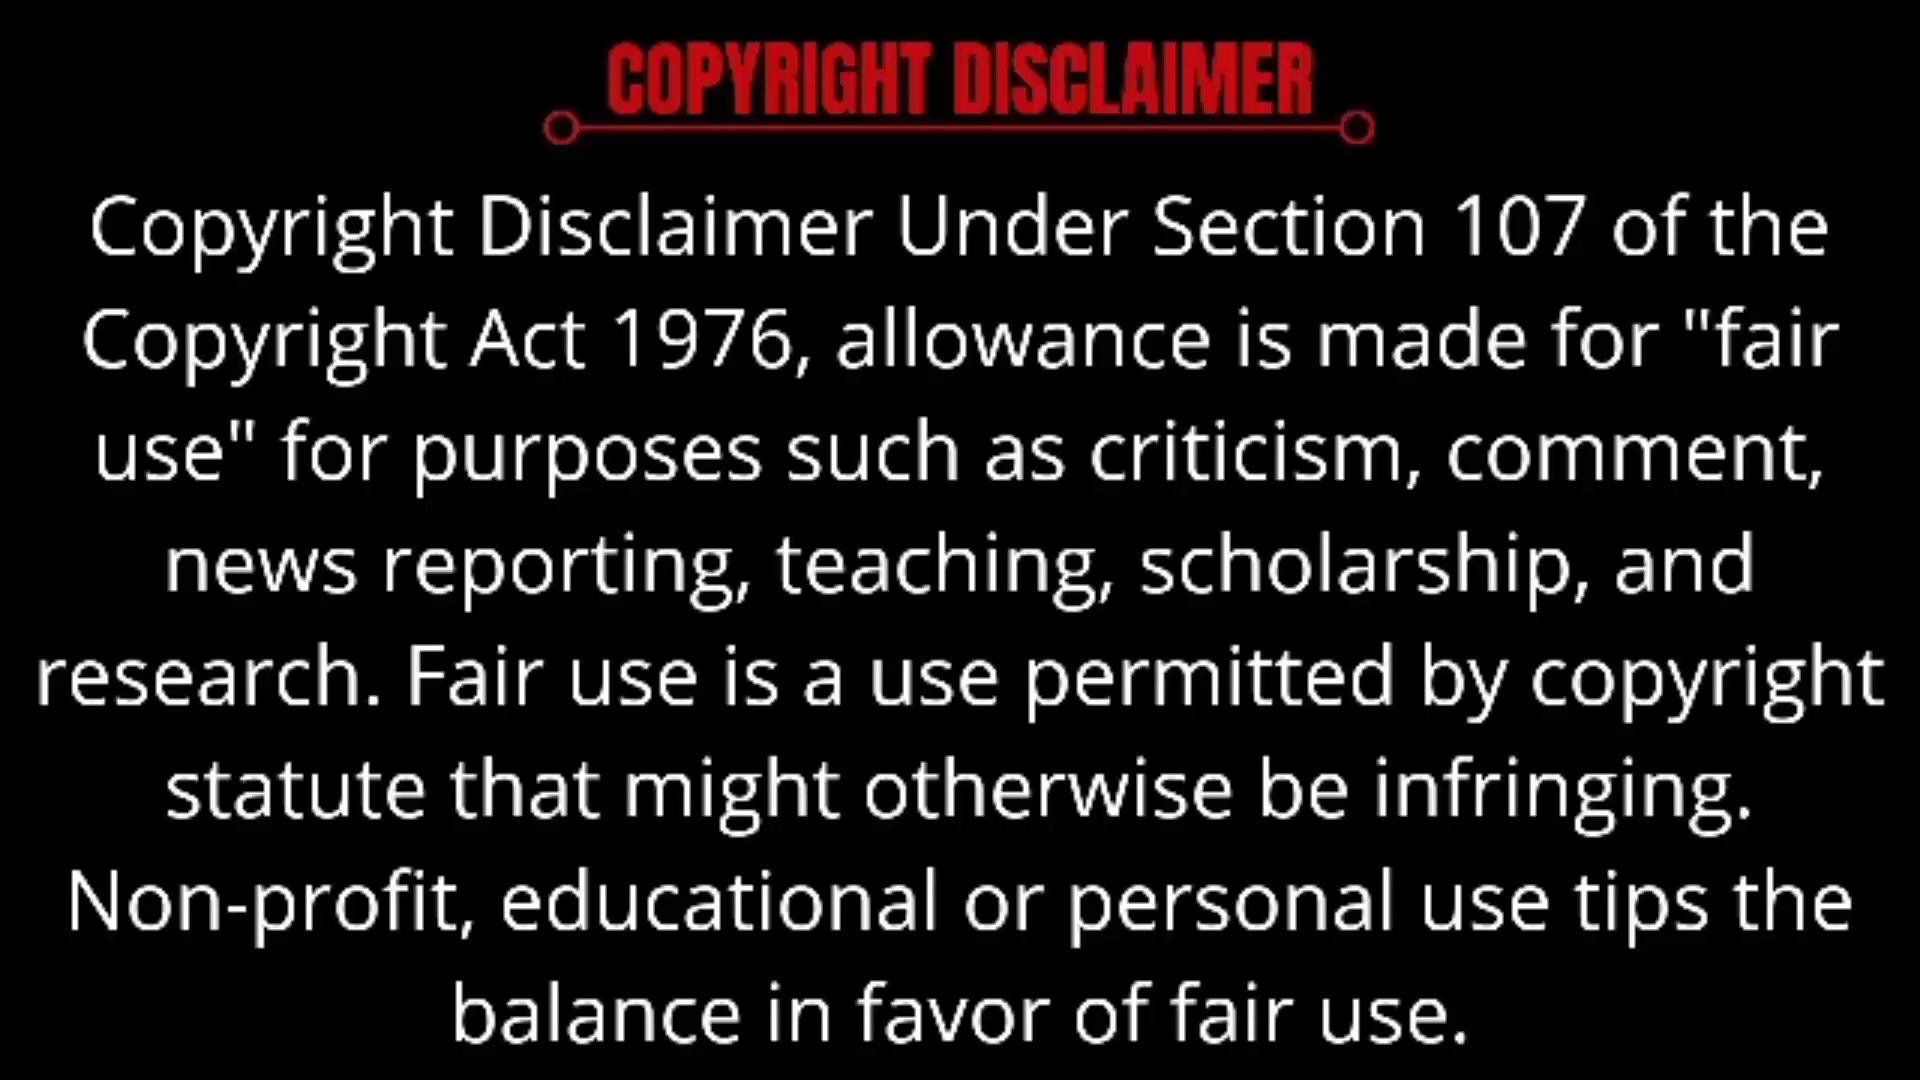 COPYRIGHT DISCLAIMER
Copyright Disclaimer Under Section 107 of the
Copyright Act 1976, allowance is made for "fair
use" for purposes such as criticism, comment,
news reporting, teaching, scholarship, and
research. Fair use is a use permitted by copyright
statute that might otherwise be infringing.
Non-profit, educational or personal use tips the
balance in favor of fair use.